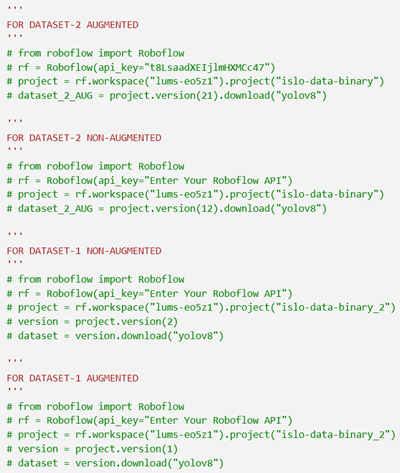 '''
FOR DATASET-2 AUGMENTED
'''
# from roboflow import Roboflow
# rf = Roboflow(api_key="t8LsaadXEIjlmHXMCc47")
# project = rf.workspace("lums-eo5z1").project("islo-data-binary")
# dataset_2_AUG = project.version(21).download("yolov8")
'''
FOR DATASET-2 NON-AUGMENTED
'''
# from roboflow import Roboflow
# rf = Roboflow(api_key="Enter Your Roboflow API")
# project = rf.workspace("lums-eo5z1").project("islo-data-binary")
# dataset_2_AUG = project.version(12).download("yolov8")
'''
FOR DATASET-1 NON-AUGMENTED
'''
# from roboflow import Roboflow
# rf = Roboflow(api_key="Enter Your Roboflow API")
# project = rf.workspace("lums-eo5z1").project("islo-data-binary_2")
# version = project.version(2)
# dataset = version.download("yolov8")
'''
FOR DATASET-1 AUGMENTED
'''
# from roboflow import Roboflow
# rf = Roboflow(api_key="Enter Your Roboflow API")
# project = rf.workspace("lums-eo5z1").project("islo-data-binary_2")
# version = project.version(1)
# dataset = version.download("yolov8")